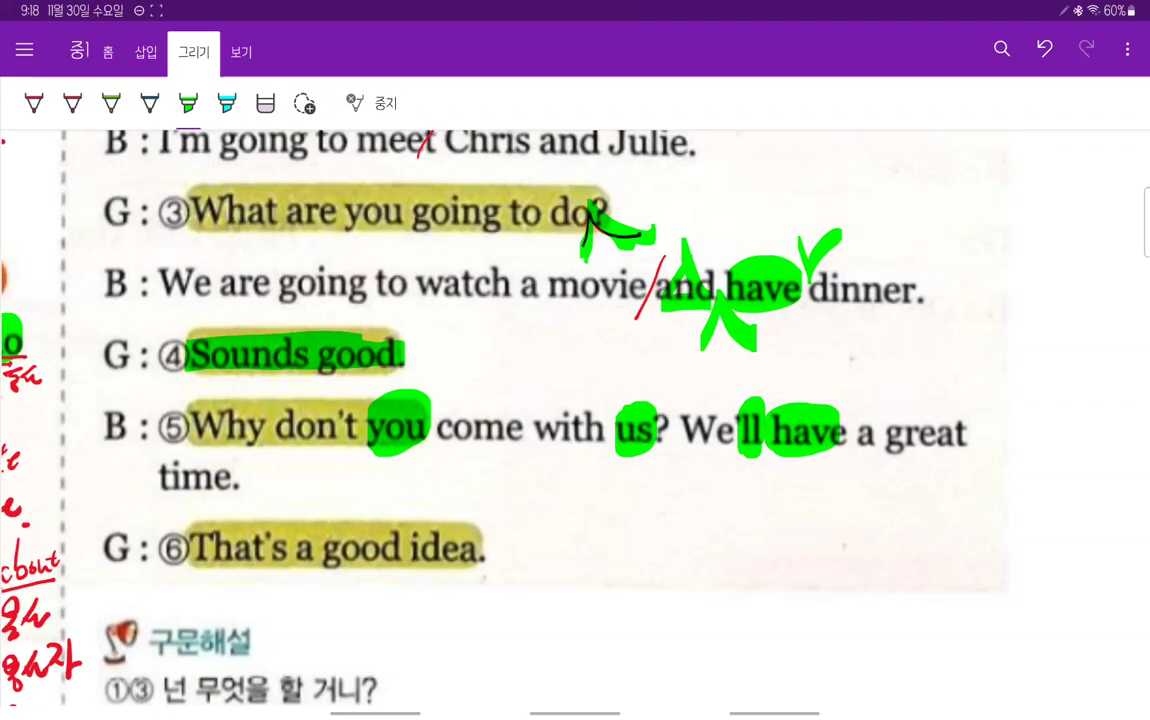 9:18 11월 30일 수요일
60%
중1 홈 삽입 그리기 보기
중지
B : I'm going to meet Chris and Julie.
G : ③What are you going to do?
B : We are going to watch a movie / and have dinner.
G : ④Sounds good.
B : ⑤Why don't you come with us? We'll have a great
time.
G : ⑥That's a good idea.
about
구문해설
①③ 넌 무엇을 할 거니?